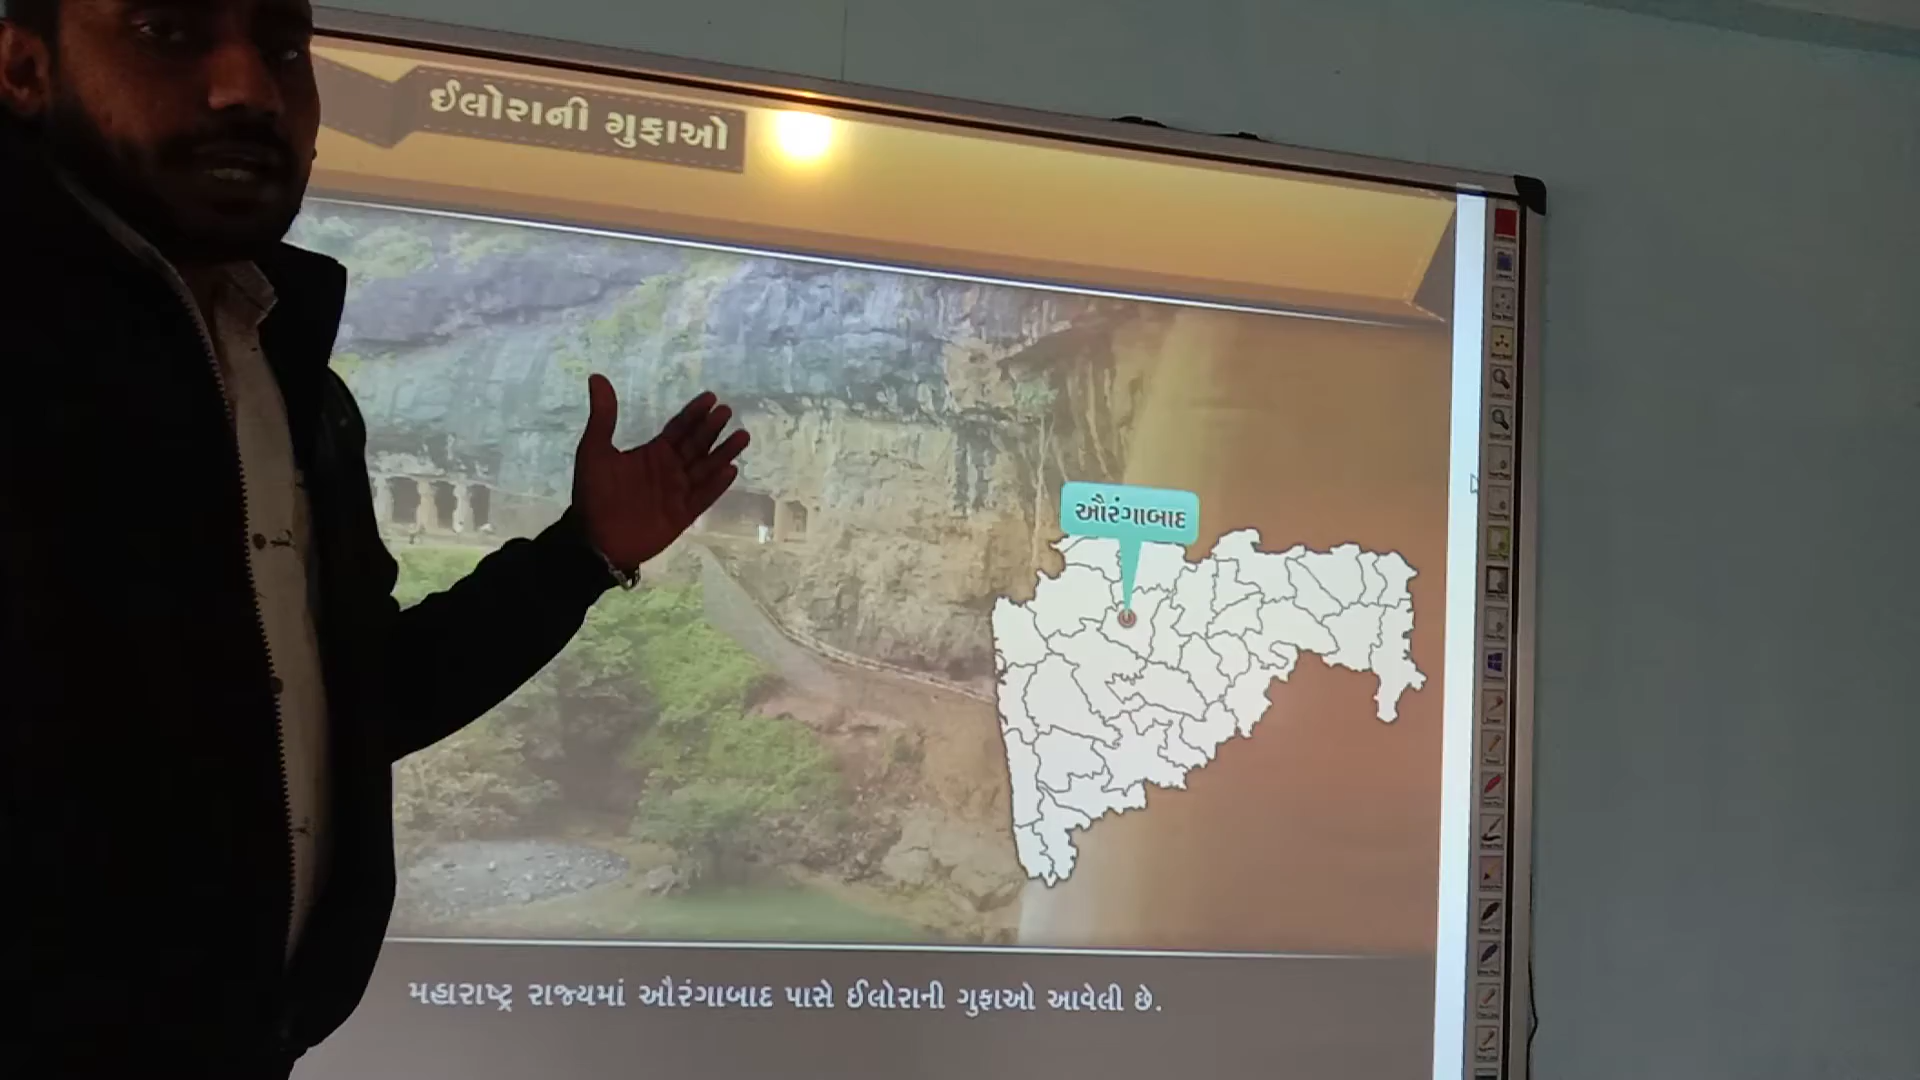 ઈલોરાની ગુફાઓ
ઔરંગાબાદ
મહારાષ્ટ્ર રાજ્યમાં ઔરંગાબાદ પાસે ઈલોરાની ગુફાઓ આવેલી છે.